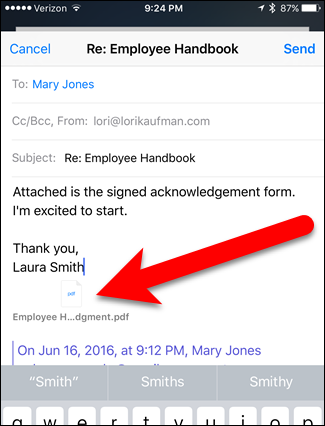 Verizon 9:24 PM 87%
Cancel Re: Employee Handbook Send
To: Mary Jones
Cc/Bcc, From: lori@lorikaufman.com
Subject: Re: Employee Handbook
Attached is the signed acknowledgement form.
I'm excited to start.
Thank you,
Laura Smith
pdf
Employee H...dgment.pdf
On Jun 16, 2016, at 9:12 PM, Mary Jones
“Smith” Smiths Smithy
q w e r t y u i o p